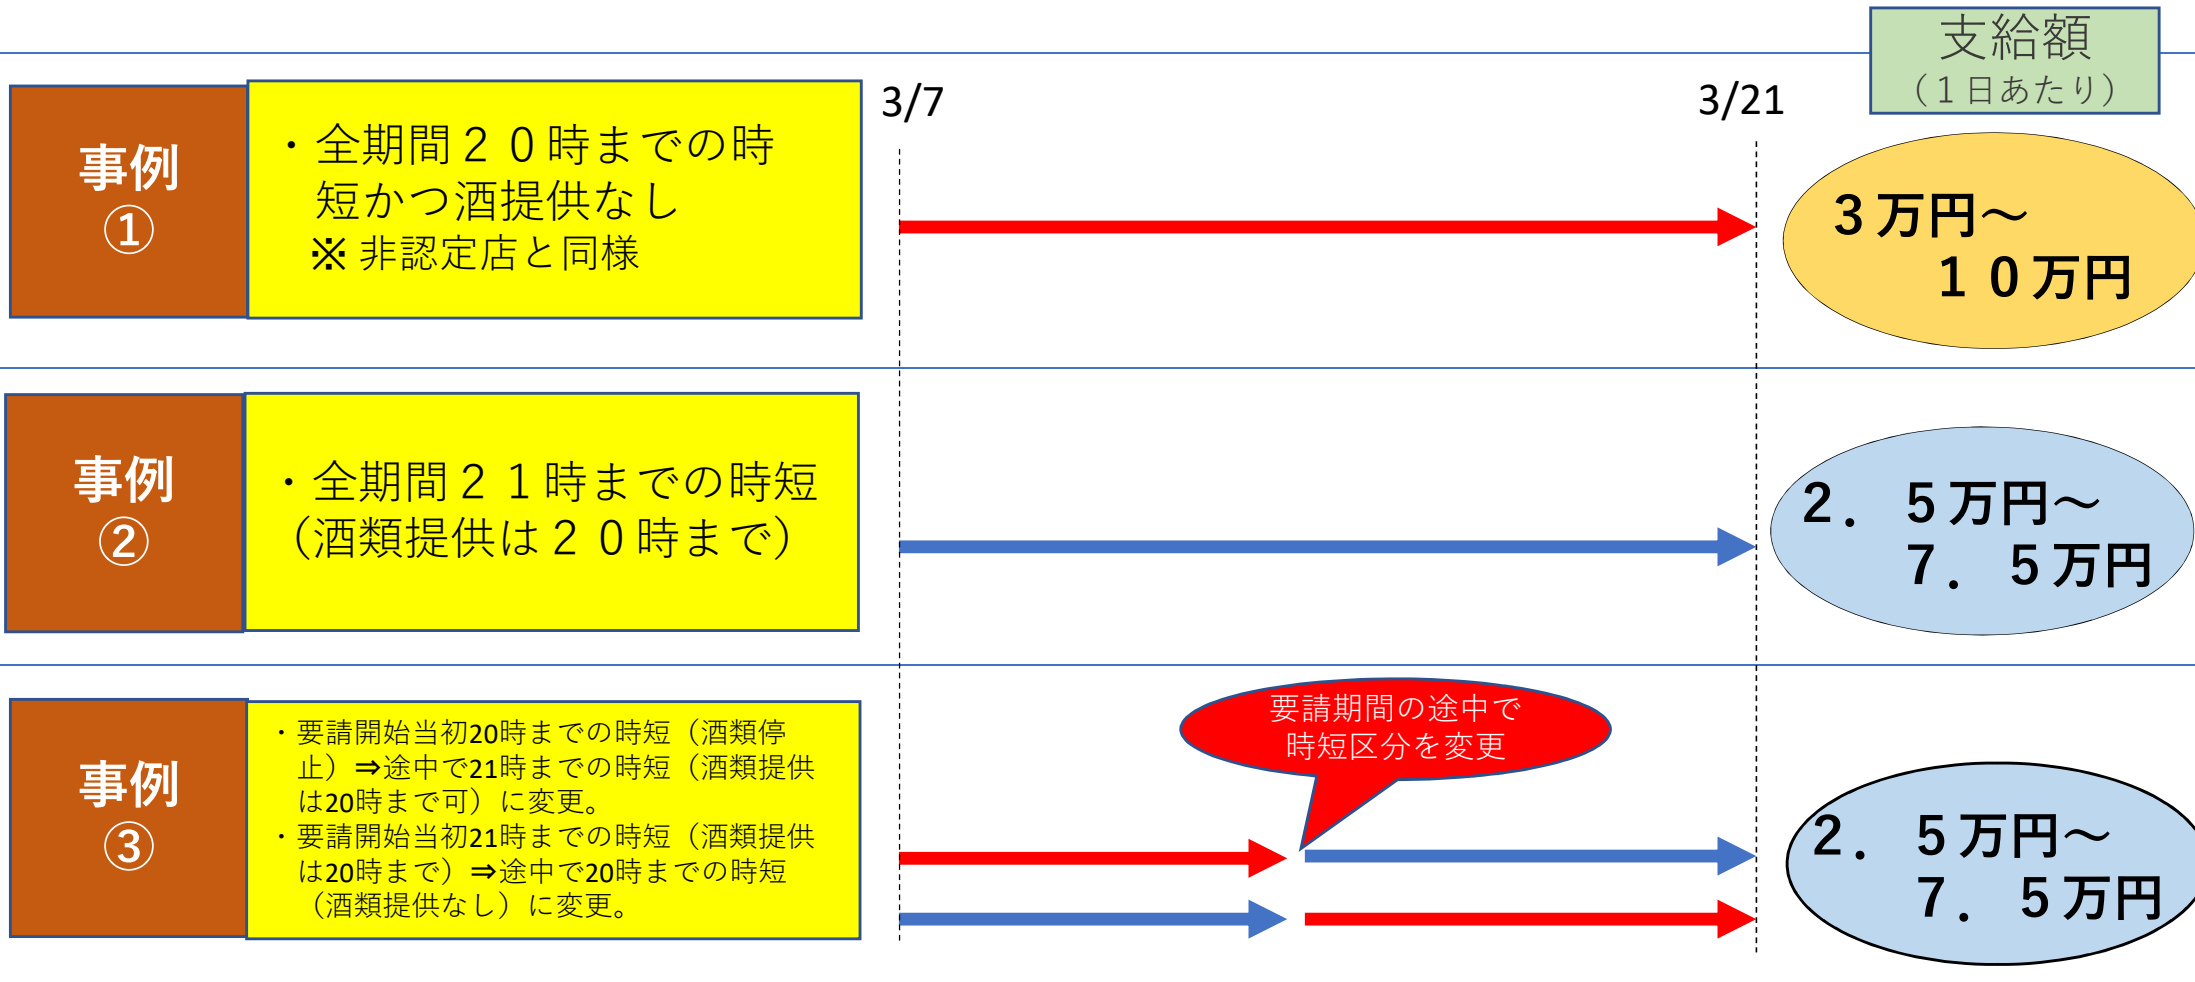 支給額
（１日あたり）
3/7
3/21
事例
①
・全期間２０時までの時
短かつ酒提供なし
※非認定店と同様
３万円～
１０万円
事例
②
・全期間２１時までの時短
（酒類提供は２０時まで）
２．５万円～
７．５万円
事例
③
・要請開始当初20時までの時短（酒類停
止）⇒途中で21時までの時短（酒類提供
は20時まで可）に変更。
・要請開始当初21時までの時短（酒類提供
は20時まで）⇒途中で20時までの時短
（酒類提供なし）に変更。
要請期間の途中で
時短区分を変更
２．５万円～
７．５万円